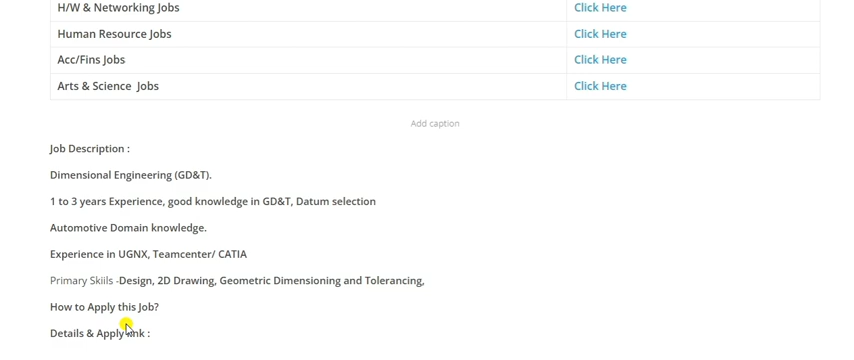 H/W & Networking Jobs Click Here
Human Resource Jobs Click Here
Acc/Fins Jobs Click Here
Arts & Science Jobs Click Here
Add caption
Job Description :
Dimensional Engineering (GD&T).
1 to 3 years Experience, good knowledge in GD&T, Datum selection
Automotive Domain knowledge.
Experience in UGNX, Teamcenter/ CATIA
Primary Skiils -Design, 2D Drawing, Geometric Dimensioning and Tolerancing,
How to Apply this Job?
Details & Apply link :